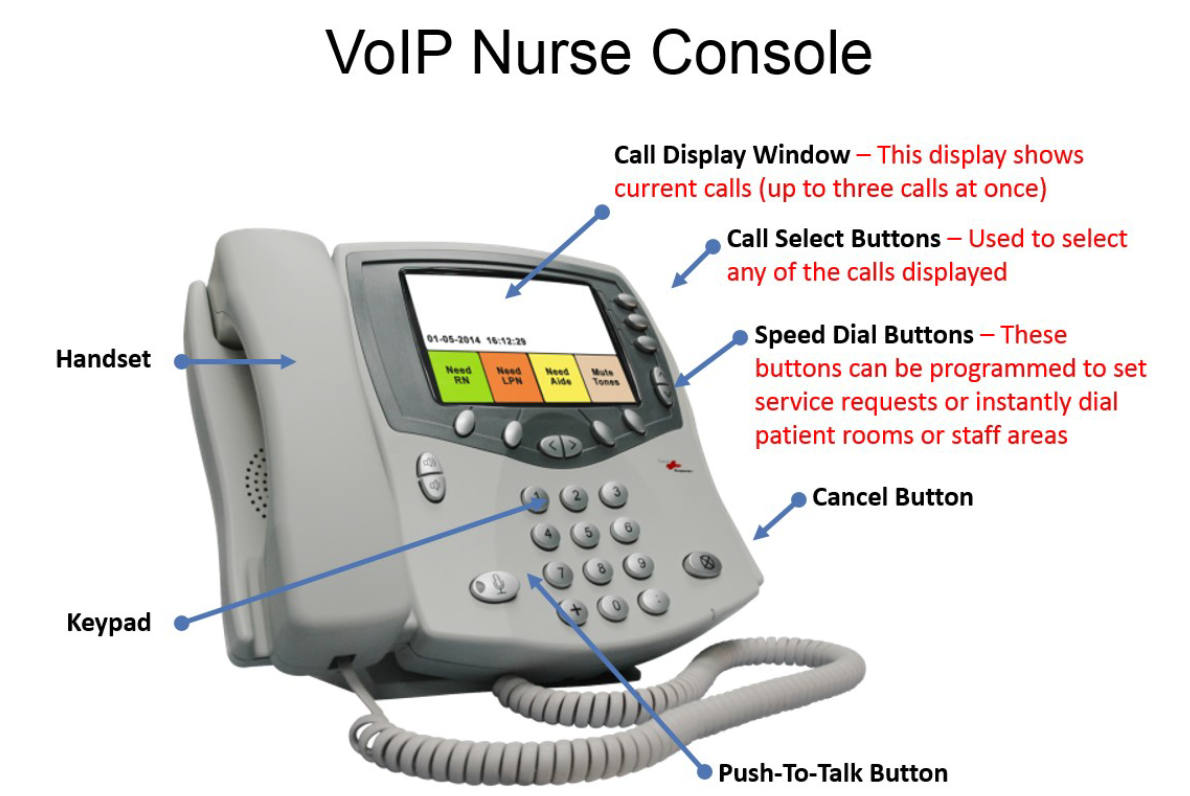 VoIP Nurse Console
Call Display Window – This display shows
current calls (up to three calls at once)
Call Select Buttons – Used to select
any of the calls displayed
Speed Dial Buttons – These
buttons can be programmed to set
service requests or instantly dial
patient rooms or staff areas
Handset
01-05-2014 16:12:29
Need Need Need Mute
RN LPN Aide Tones
Cancel Button
1 2 3
4 5 6
7 8 9
0
Keypad
Push-To-Talk Button